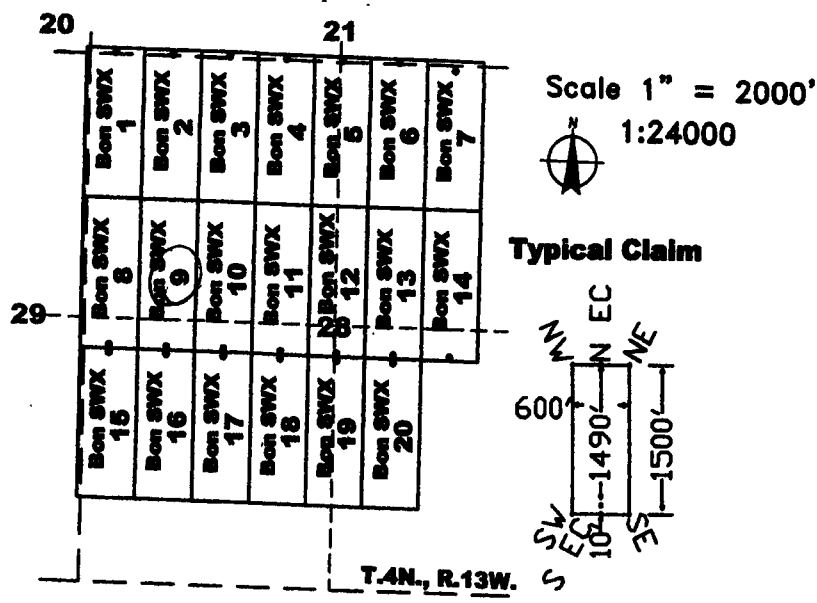 20
21
Scale 1" = 2000'
N
1:24000
Bon SWX 1
Bon SWX 2
Bon SWX 3
Bon SWX 4
Bon SWX 5
Bon SWX 6
Bon SWX 7
Typical Claim
Bon SWX 8
Bon SWX 9
Bon SWX 10
Bon SWX 11
Bon SWX 12
Bon SWX 13
Bon SWX 14
29
28
NW
N EC
NE
600'
1490'
1500'
Bon SWX 15
Bon SWX 16
Bon SWX 17
Bon SWX 18
Bon SWX 19
Bon SWX 20
SW
S EC
10'
SE
T.4N., R.13W.